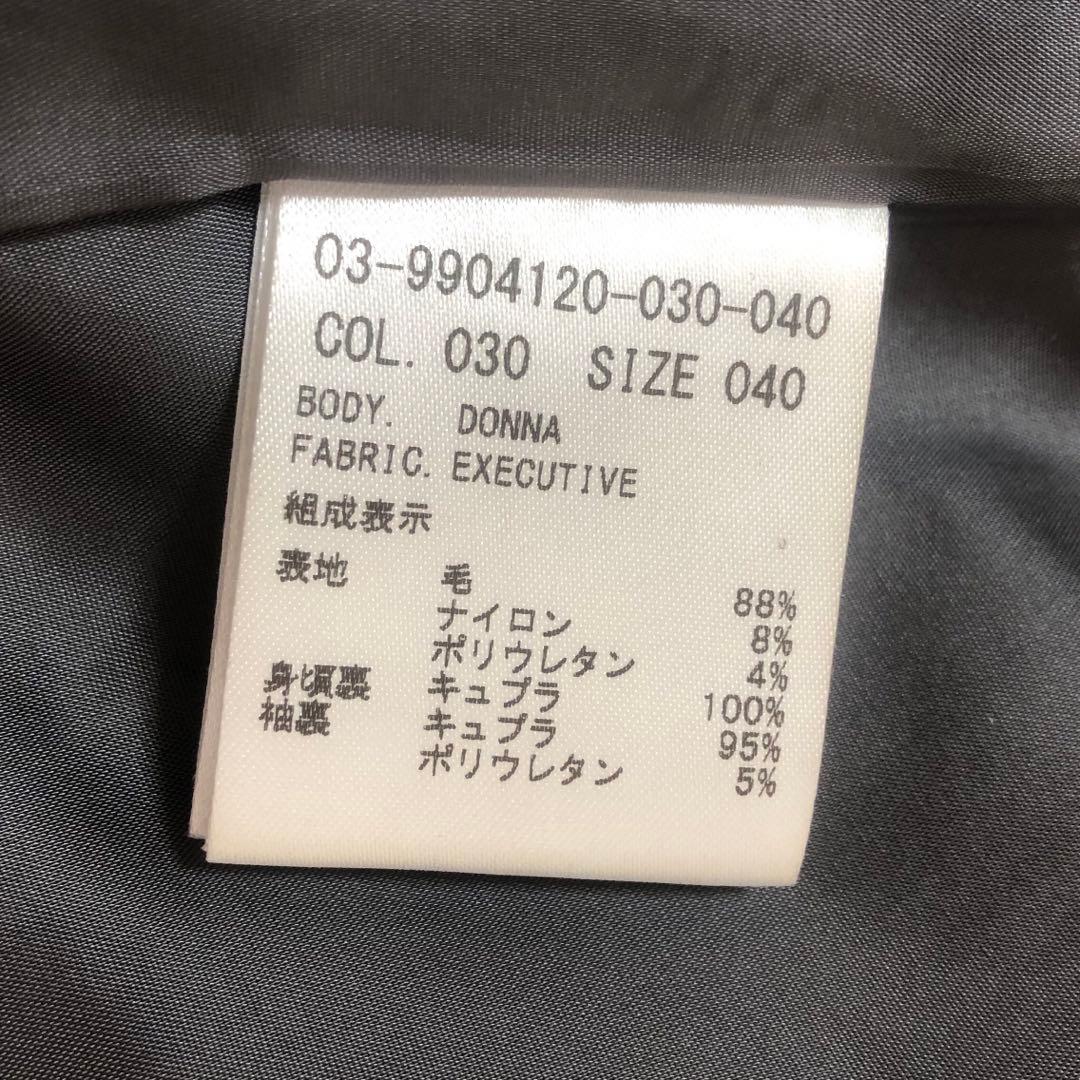 03-9904120-030-040
COL. 030 SIZE 040
BODY. DONNA
FABRIC. EXECUTIVE
組成表示
表地 毛 88%
ナイロン 8%
ポリウレタン 4%
身頃裏 キュプラ 100%
袖裏 キュプラ 95%
ポリウレタン 5%